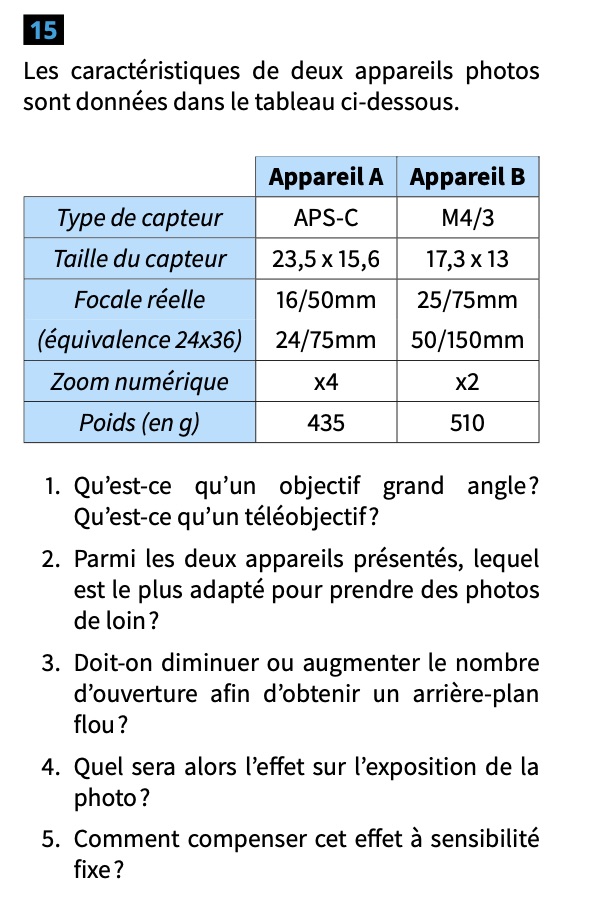 15
Les caractéristiques de deux appareils photos
sont données dans le tableau ci-dessous.
Appareil A Appareil B
Type de capteur APS-C M4/3
Taille du capteur 23,5 x 15,6 17,3 x 13
Focale réelle 16/50mm 25/75mm
(équivalence 24x36) 24/75mm 50/150mm
Zoom numérique x4 x2
Poids (en g) 435 510
1. Qu’est-ce qu’un objectif grand angle ?
Qu’est-ce qu’un téléobjectif ?
2. Parmi les deux appareils présentés, lequel
est le plus adapté pour prendre des photos
de loin ?
3. Doit-on diminuer ou augmenter le nombre
d’ouverture afin d’obtenir un arrière-plan
flou ?
4. Quel sera alors l’effet sur l’exposition de la
photo ?
5. Comment compenser cet effet à sensibilité
fixe ?